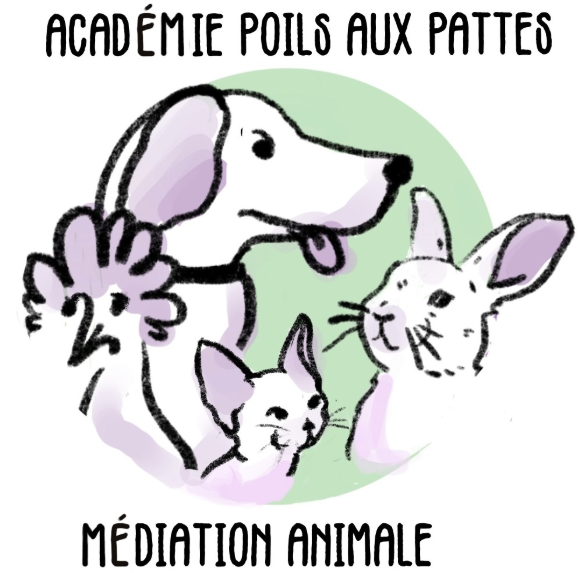 ACADÉMIE POILS AUX PATTES
MÉDIATION ANIMALE